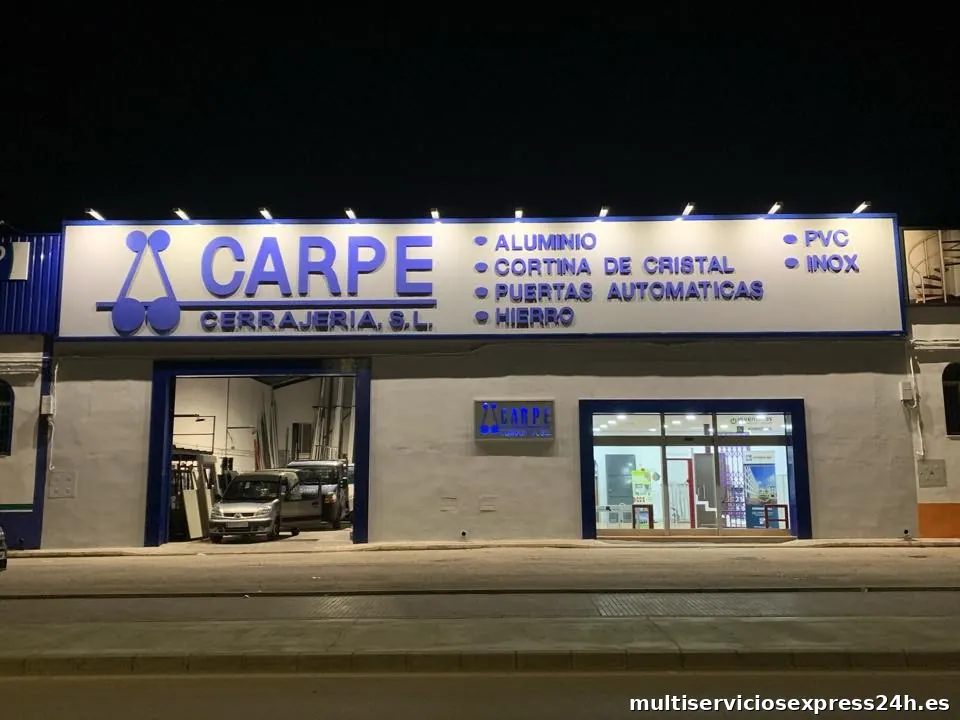 CARPE
CERRAJERIA, S.L.
• ALUMINIO
• CORTINA DE CRISTAL
• PUERTAS AUTOMATICAS
• HIERRO
• PVC
• INOX
CARPE
multiserviciosexpress24h.es